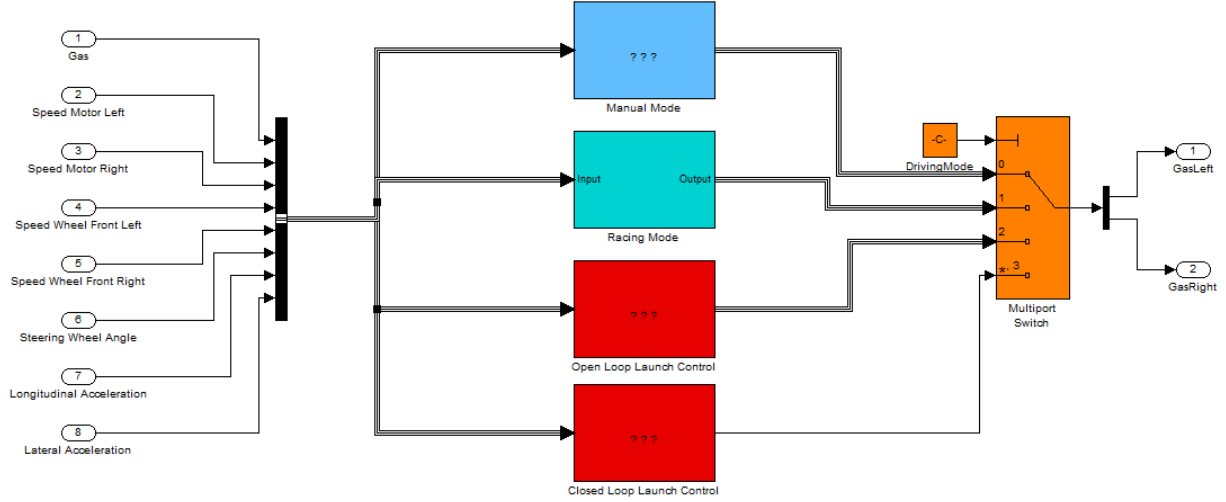 1
Gas
2
Speed Motor Left
3
Speed Motor Right
4
Speed Wheel Front Left
5
Speed Wheel Front Right
6
Steering Wheel Angle
7
Longitudinal Acceleration
8
Lateral Acceleration
? ? ?
Manual Mode
Input
Output
Racing Mode
? ? ?
Open Loop Launch Control
? ? ?
Closed Loop Launch Control
-C-
DrivingMode
0
1
2
*, 3
Multiport
Switch
1
GasLeft
2
GasRight